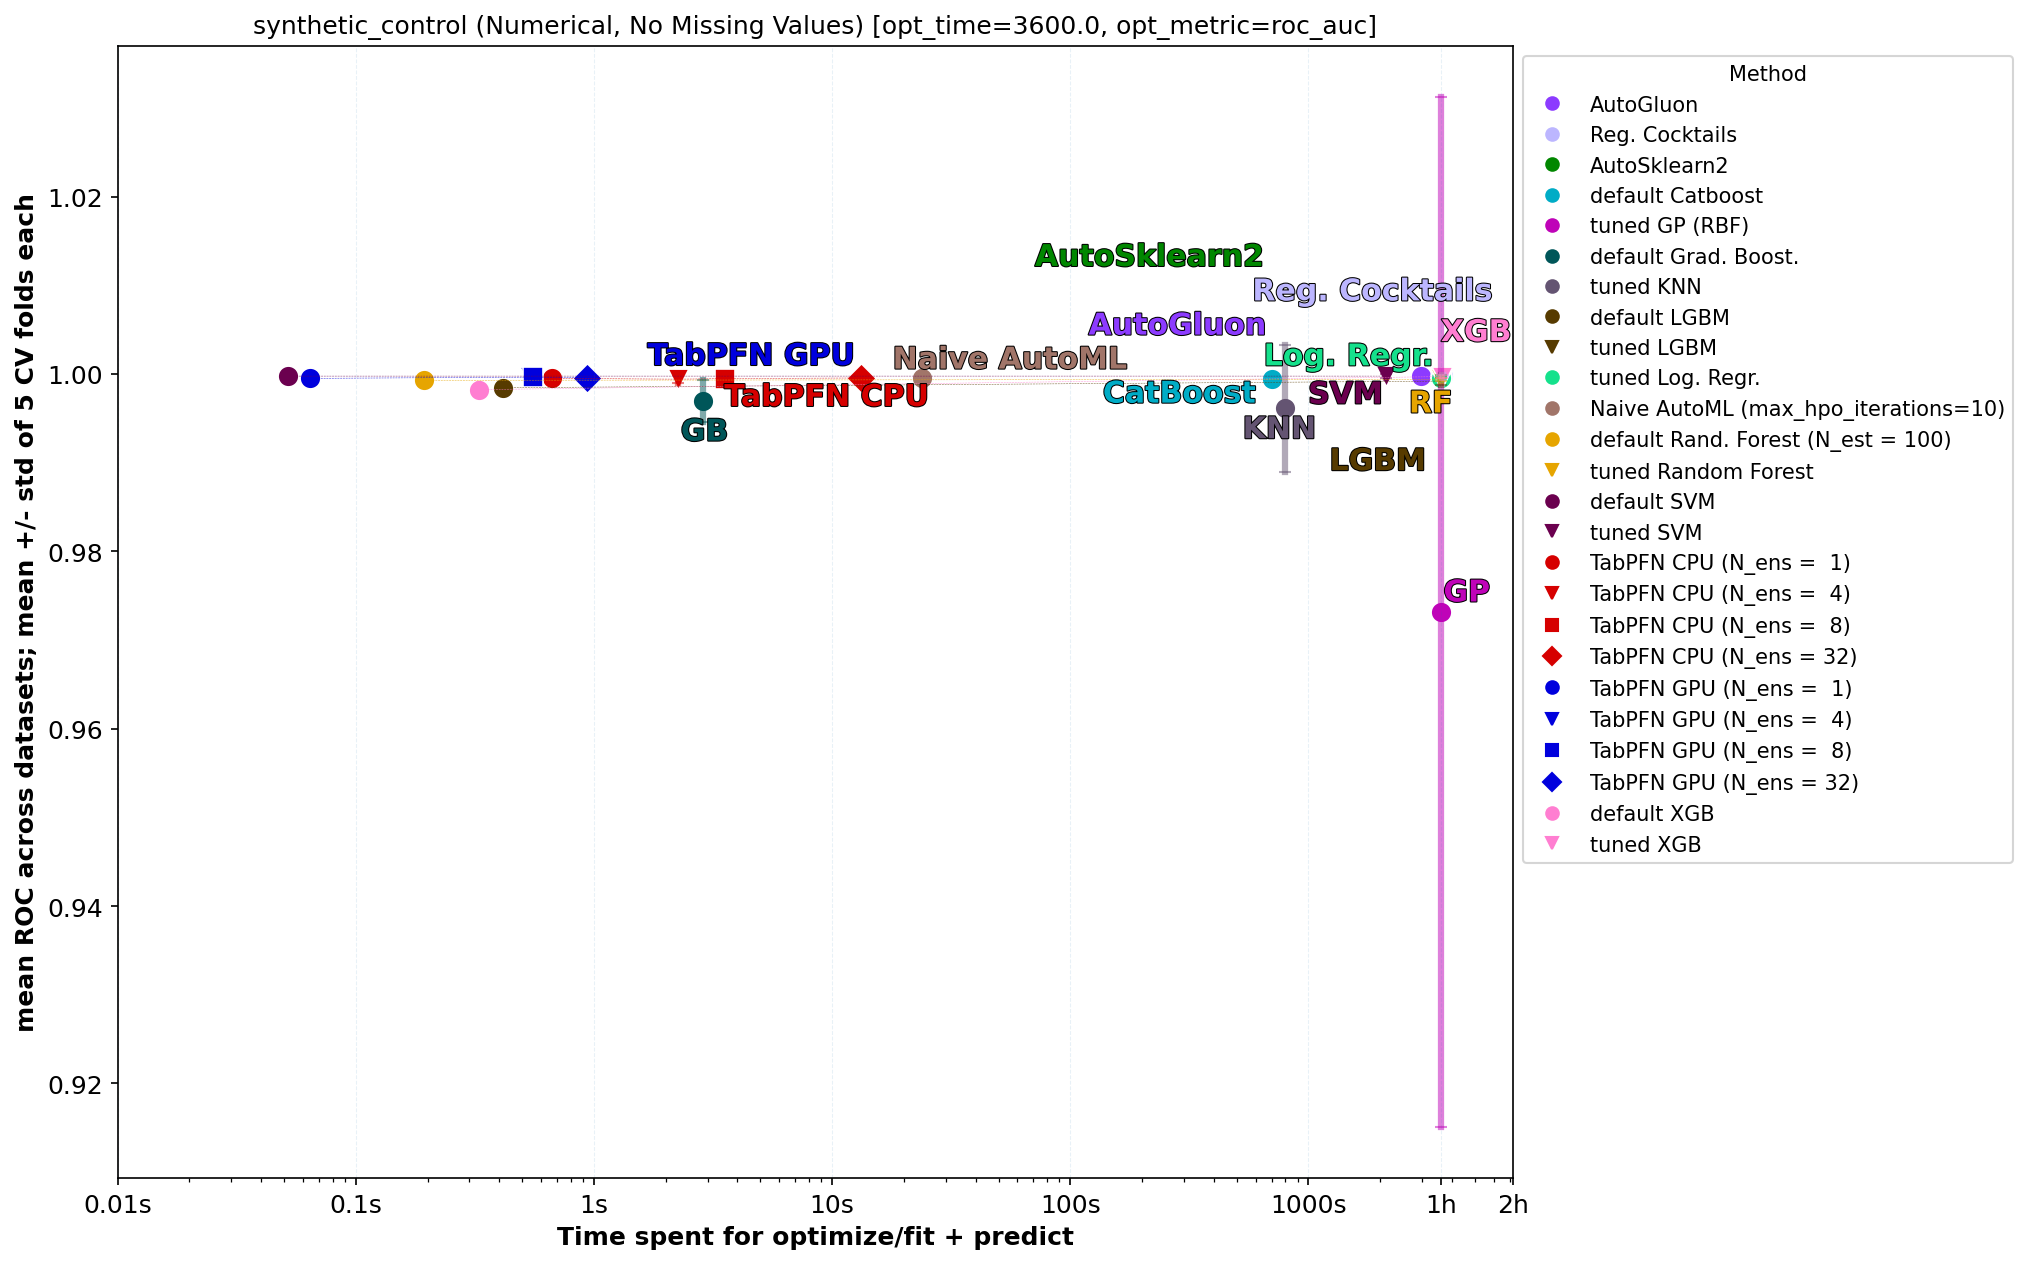 synthetic_control (Numerical, No Missing Values) [opt_time=3600.0, opt_metric=roc_auc]
mean ROC across datasets; mean +/- std of 5 CV folds each
1.02
1.00
0.98
0.96
0.94
0.92
AutoSklearn2
Reg. Cocktails
AutoGluon
XGB
TabPFN GPU
Naive AutoML
Log. Regr.
TabPFN CPU
CatBoost
SVM
RF
GB
KNN
LGBM
GP
0.01s
0.1s
1s
10s
100s
1000s
1h
2h
Time spent for optimize/fit + predict
Method
AutoGluon
Reg. Cocktails
AutoSklearn2
default Catboost
tuned GP (RBF)
default Grad. Boost.
tuned KNN
default LGBM
tuned LGBM
tuned Log. Regr.
Naive AutoML (max_hpo_iterations=10)
default Rand. Forest (N_est = 100)
tuned Random Forest
default SVM
tuned SVM
TabPFN CPU (N_ens =  1)
TabPFN CPU (N_ens =  4)
TabPFN CPU (N_ens =  8)
TabPFN CPU (N_ens = 32)
TabPFN GPU (N_ens =  1)
TabPFN GPU (N_ens =  4)
TabPFN GPU (N_ens =  8)
TabPFN GPU (N_ens = 32)
default XGB
tuned XGB